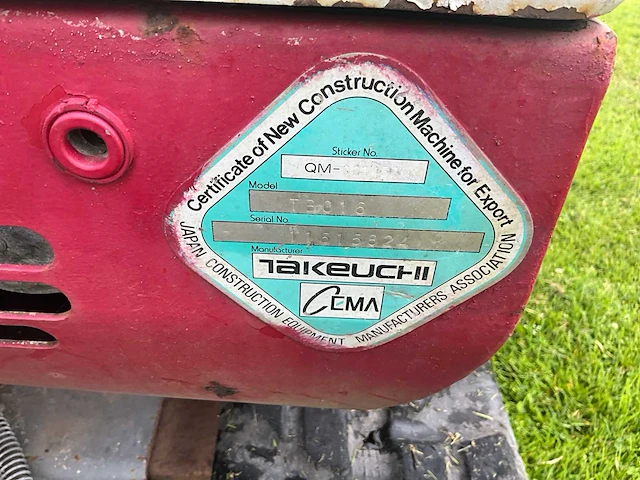 Certificate of New Construction Machine for Export
Sticker No.
QM-
Model
TB016
Serial No.
Manufacturer
TAKEUCHI
CEMA
JAPAN CONSTRUCTION EQUIPMENT MANUFACTURERS ASSOCIATION